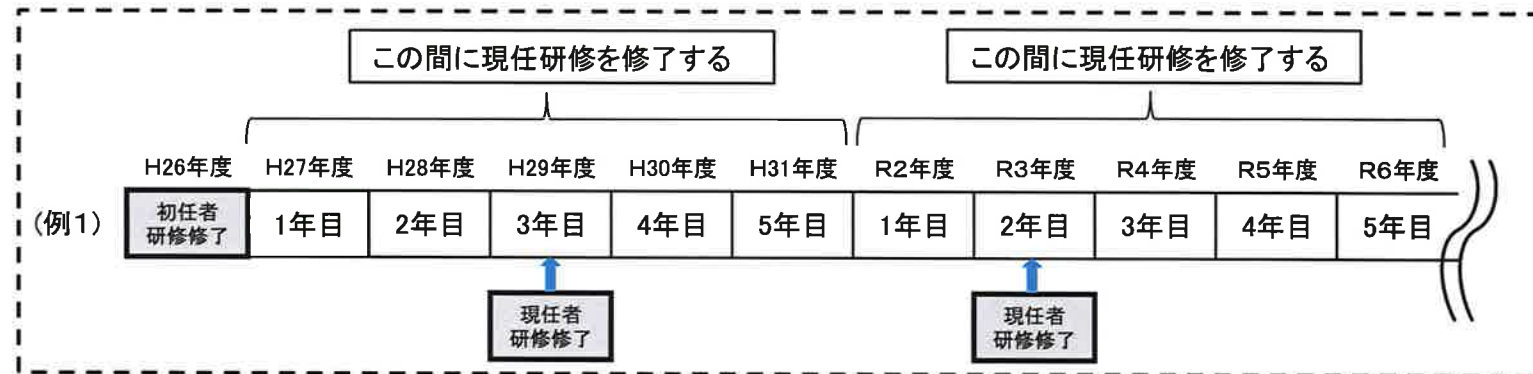 この間に現任研修を修了する
この間に現任研修を修了する
H26年度 H27年度 H28年度 H29年度 H30年度 H31年度 R2年度 R3年度 R4年度 R5年度 R6年度
(例1) 初任者
研修修了 1年目 2年目 3年目 4年目 5年目 1年目 2年目 3年目 4年目 5年目
現任者
研修修了
現任者
研修修了